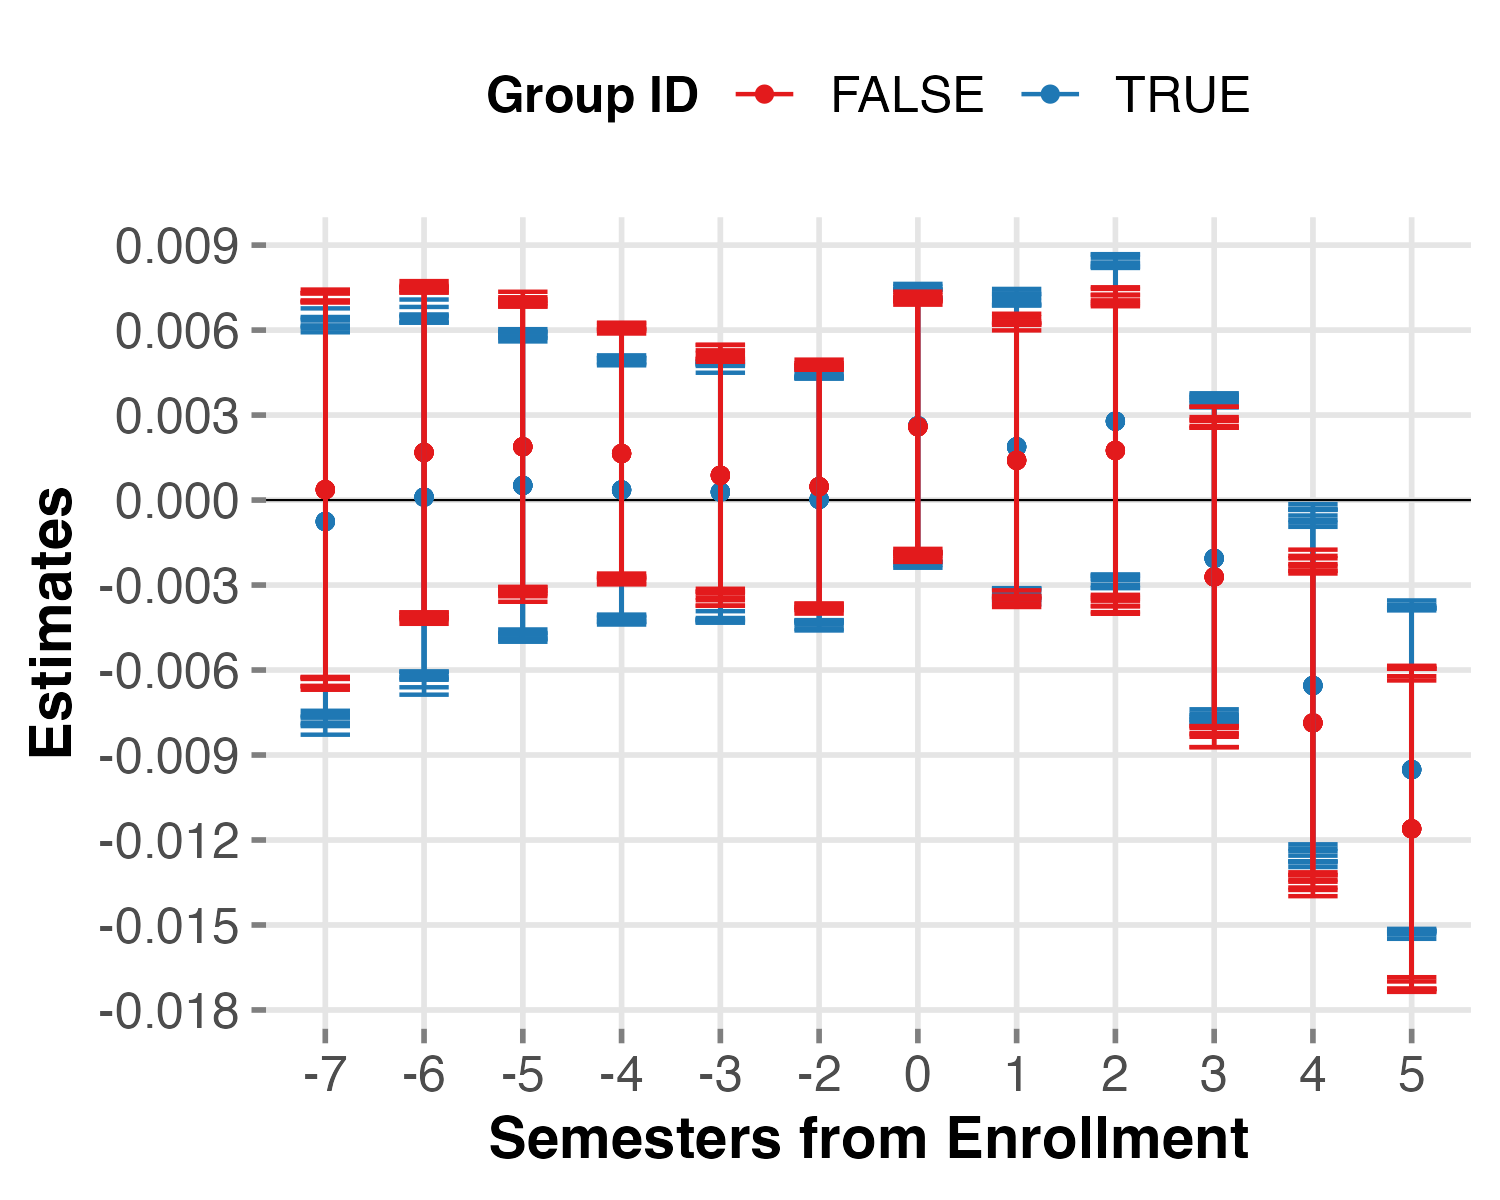 Group ID FALSE TRUE
0.009
0.006
0.003
0.000
-0.003
-0.006
-0.009
-0.012
-0.015
-0.018
Estimates
-7 -6 -5 -4 -3 -2 0 1 2 3 4 5
Semesters from Enrollment